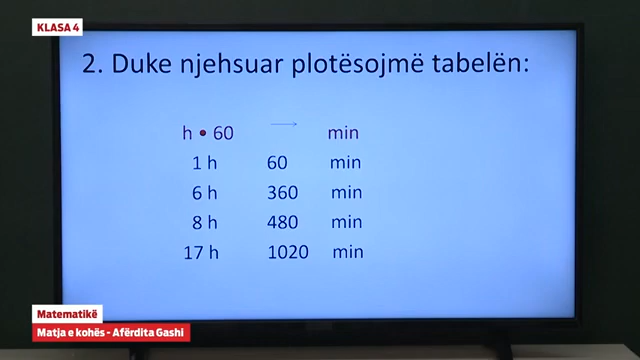 KLASA 4
2. Duke njehsuar plotësojmë tabelën:
h • 60 → min
1 h 60 min
6 h 360 min
8 h 480 min
17 h 1020 min
Matematikë
Matja e kohës - Afërdita Gashi